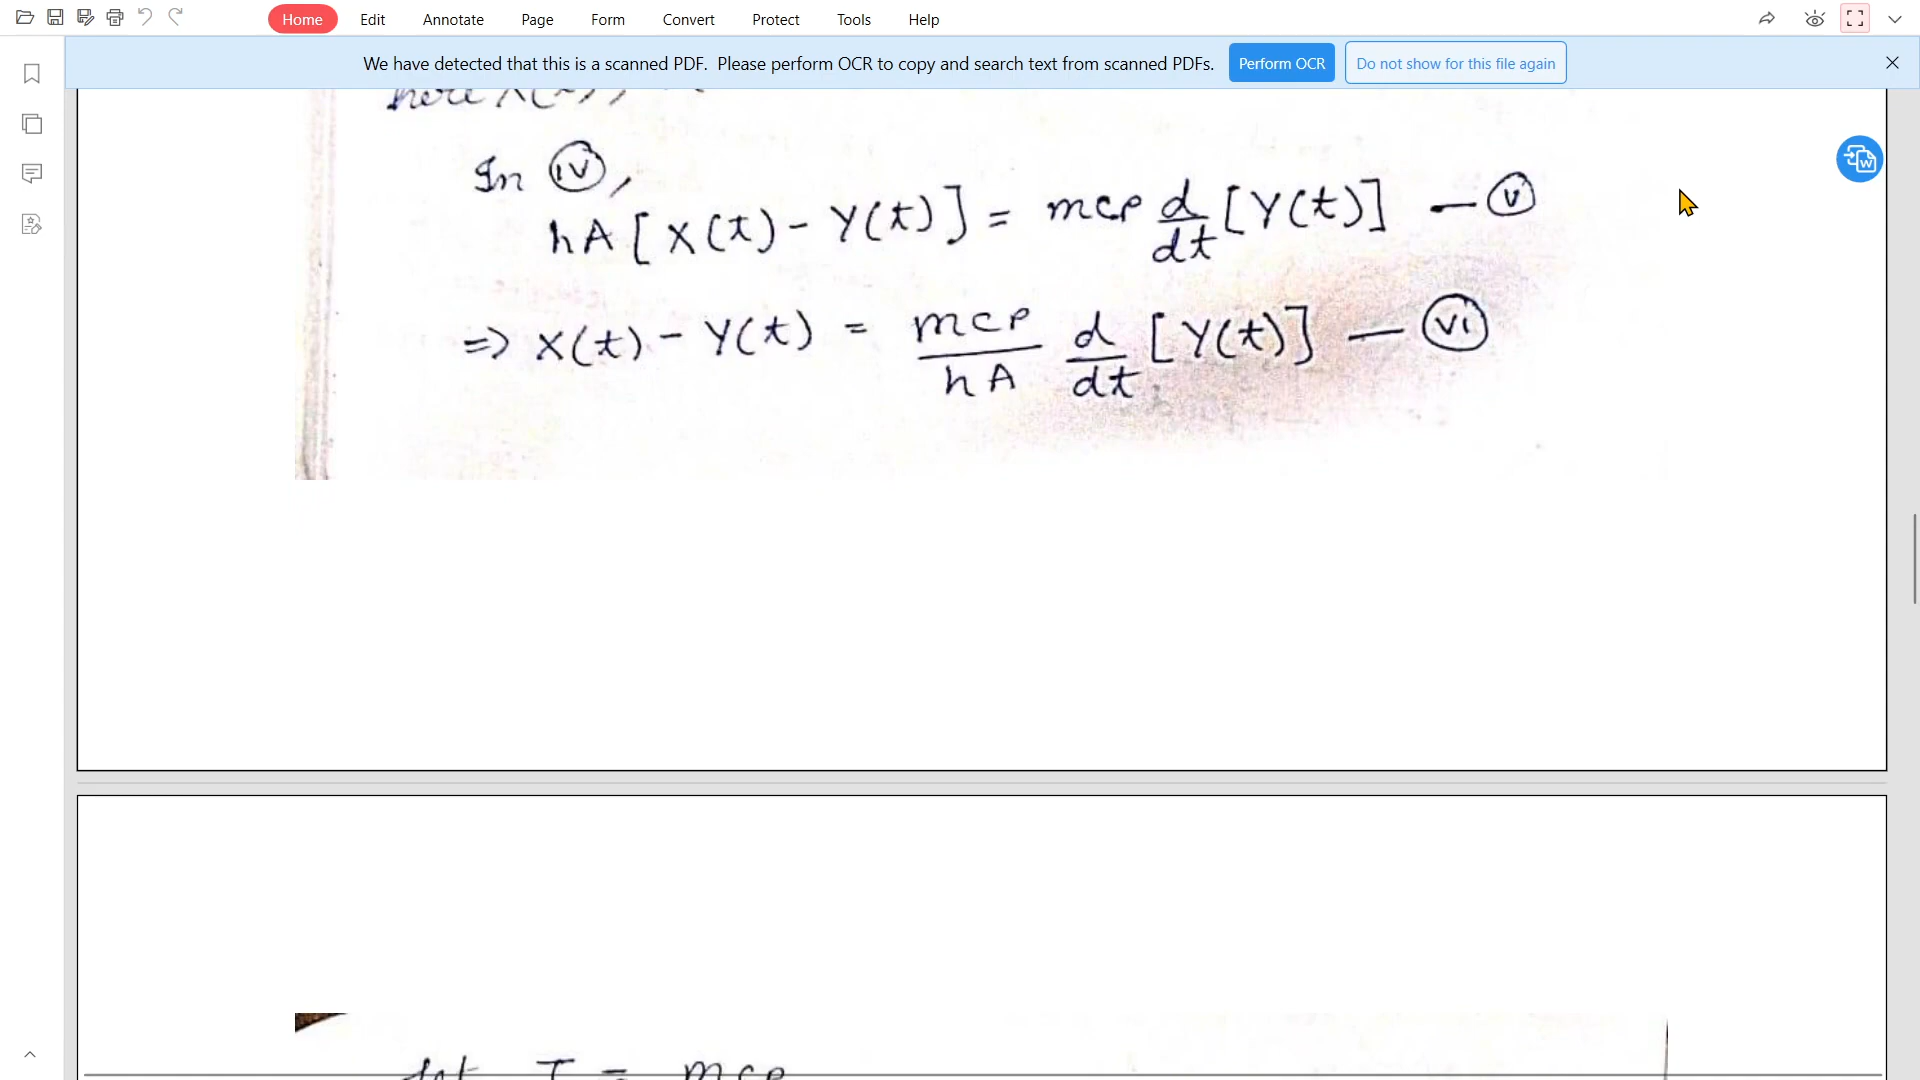 Home Edit Annotate Page Form Convert Protect Tools Help
We have detected that this is a scanned PDF. Please perform OCR to copy and search text from scanned PDFs. Perform OCR Do not show for this file again
In (iv),
hA[X(t) - Y(t)] = mcp d/dt [Y(t)] — (v)
=> X(t) - Y(t) = mcp/hA d/dt [Y(t)] — (vi)
Let T = mcp